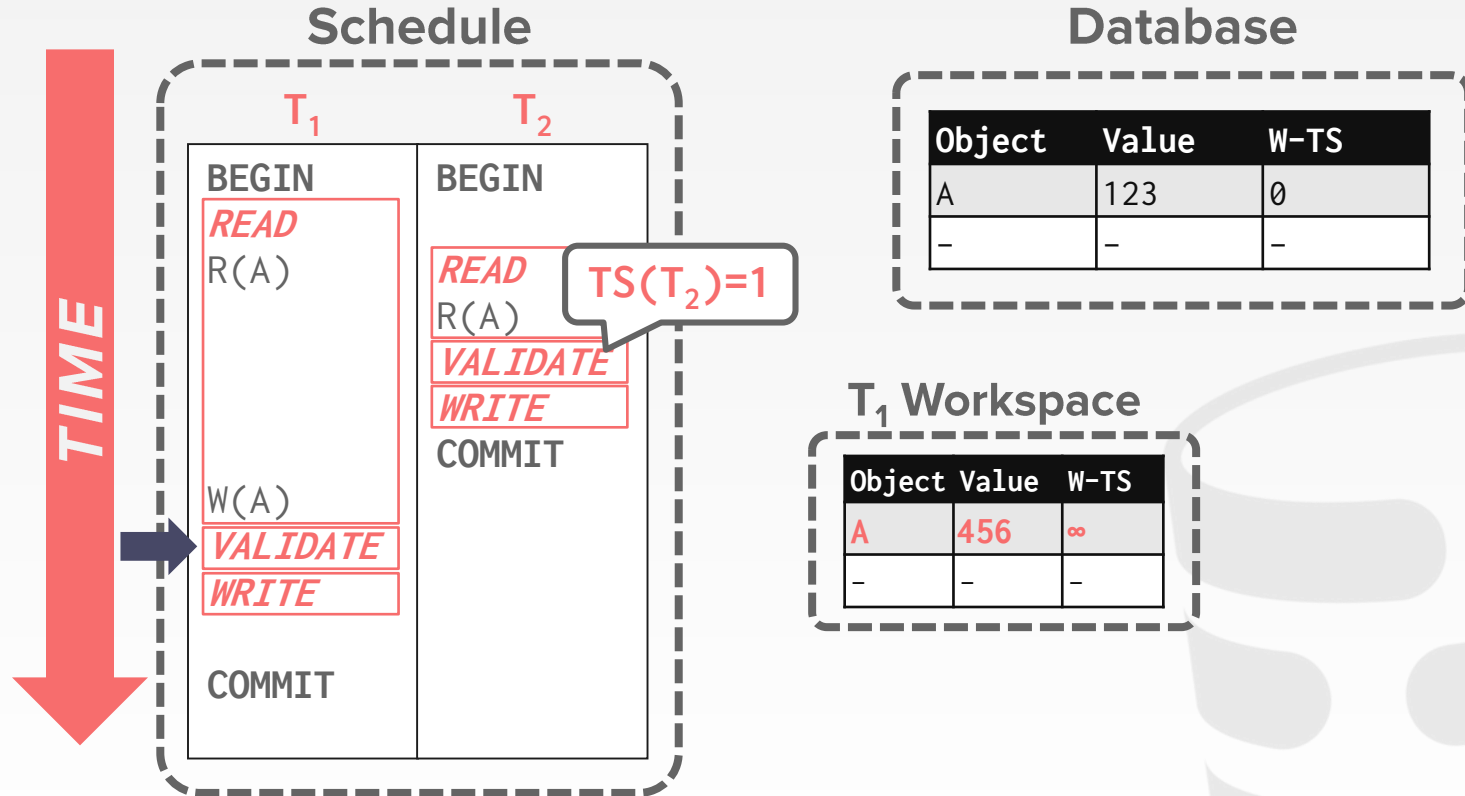 Schedule
TIME
T₁ T₂
BEGIN BEGIN
READ
R(A) READ
R(A)
TS(T₂)=1
VALIDATE
WRITE
COMMIT
W(A)
VALIDATE
WRITE
COMMIT
Database
Object Value W-TS
A 123 0
– – –
T₁ Workspace
Object Value W-TS
A 456 ∞
– – –